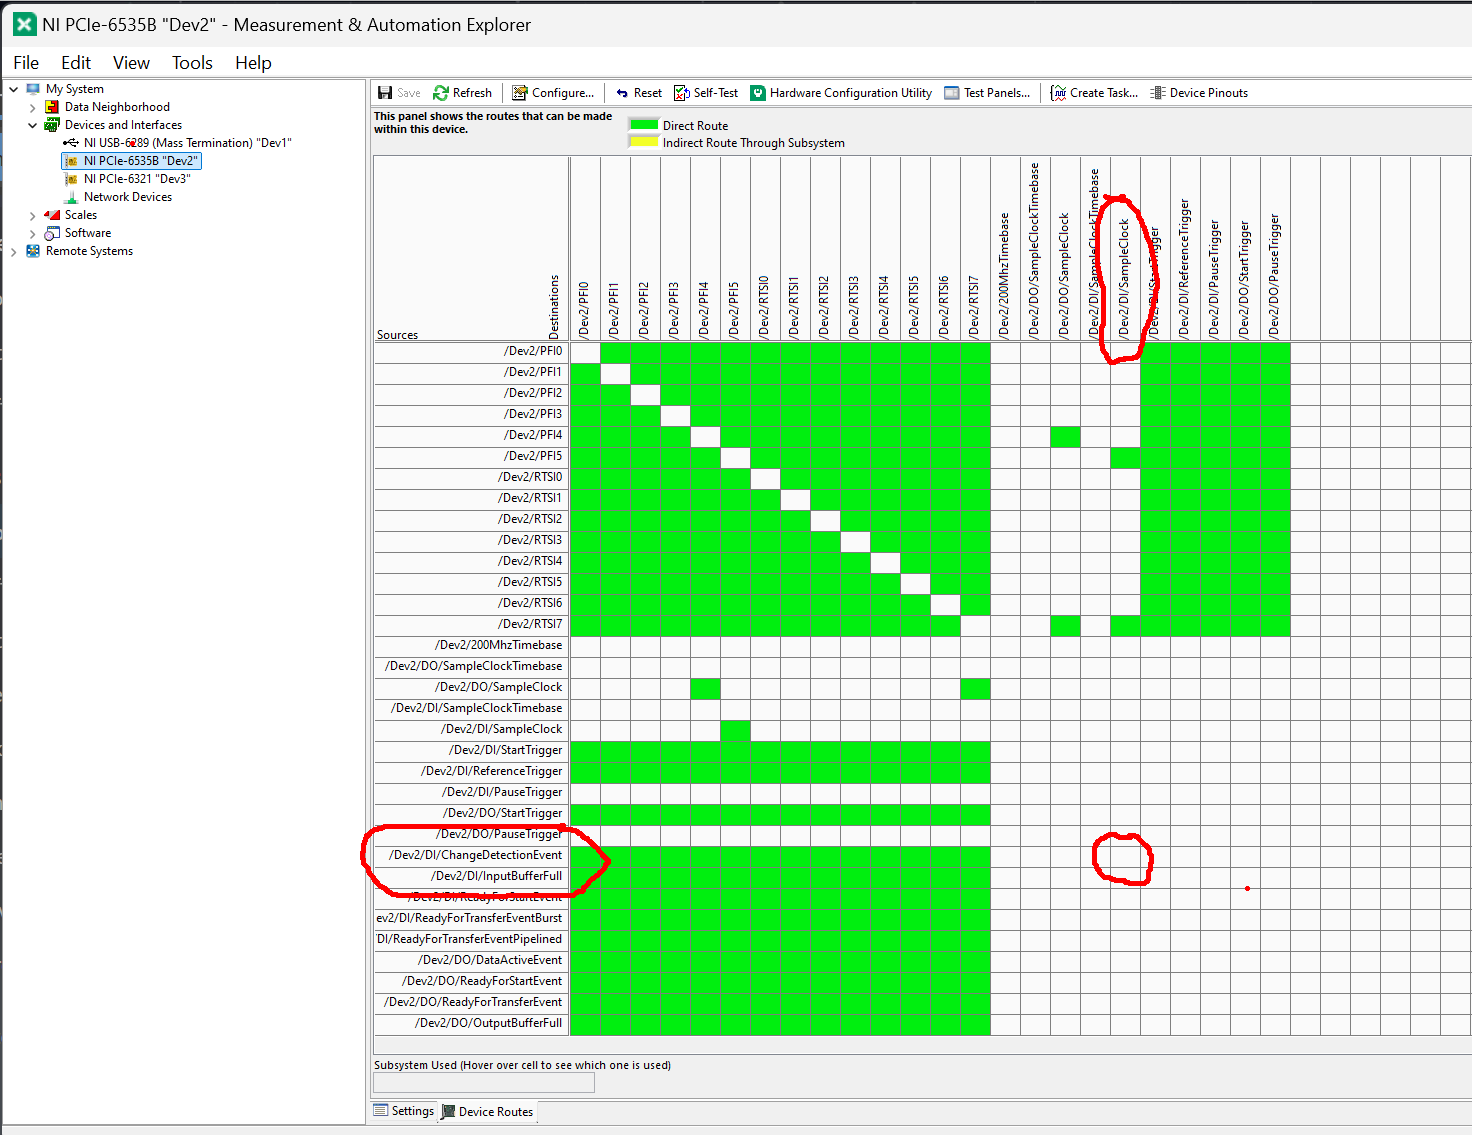 NI PCIe-6535B "Dev2" - Measurement & Automation Explorer
File Edit View Tools Help
My System
Data Neighborhood
Devices and Interfaces
NI USB-6289 (Mass Termination) "Dev1"
NI PCIe-6535B "Dev2"
NI PCIe-6321 "Dev3"
Network Devices
Scales
Software
Remote Systems
Save Refresh Configure... Reset Self-Test Hardware Configuration Utility Test Panels... Create Task... Device Pinouts
This panel shows the routes that can be made
within this device.
Direct Route
Indirect Route Through Subsystem
Sources
Destinations
/Dev2/PFI0
/Dev2/PFI1
/Dev2/PFI2
/Dev2/PFI3
/Dev2/PFI4
/Dev2/PFI5
/Dev2/RTSI0
/Dev2/RTSI1
/Dev2/RTSI2
/Dev2/RTSI3
/Dev2/RTSI4
/Dev2/RTSI5
/Dev2/RTSI6
/Dev2/RTSI7
/Dev2/200MhzTimebase
/Dev2/DO/SampleClockTimebase
/Dev2/DO/SampleClock
/Dev2/DI/SampleClockTimebase
/Dev2/DI/SampleClock
/Dev2/DI/StartTrigger
/Dev2/DI/ReferenceTrigger
/Dev2/DI/PauseTrigger
/Dev2/DO/StartTrigger
/Dev2/DO/PauseTrigger
/Dev2/PFI0
/Dev2/PFI1
/Dev2/PFI2
/Dev2/PFI3
/Dev2/PFI4
/Dev2/PFI5
/Dev2/RTSI0
/Dev2/RTSI1
/Dev2/RTSI2
/Dev2/RTSI3
/Dev2/RTSI4
/Dev2/RTSI5
/Dev2/RTSI6
/Dev2/RTSI7
/Dev2/200MhzTimebase
/Dev2/DO/SampleClockTimebase
/Dev2/DO/SampleClock
/Dev2/DI/SampleClockTimebase
/Dev2/DI/SampleClock
/Dev2/DI/StartTrigger
/Dev2/DI/ReferenceTrigger
/Dev2/DI/PauseTrigger
/Dev2/DO/StartTrigger
/Dev2/DO/PauseTrigger
/Dev2/DI/ChangeDetectionEvent
/Dev2/DI/InputBufferFull
/Dev2/DI/ReadyForStartEvent
ev2/DI/ReadyForTransferEventBurst
DI/ReadyForTransferEventPipelined
/Dev2/DO/DataActiveEvent
/Dev2/DO/ReadyForStartEvent
/Dev2/DO/ReadyForTransferEvent
/Dev2/DO/OutputBufferFull
Subsystem Used (Hover over cell to see which one is used)
Settings Device Routes